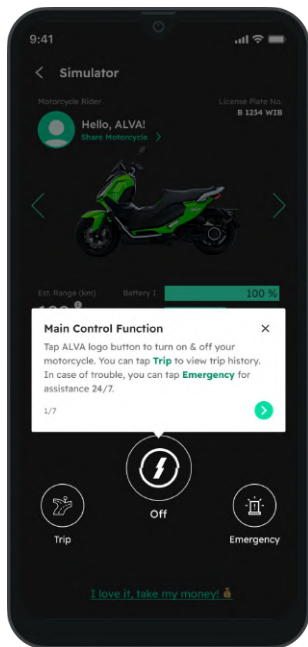 9:41
Simulator
Motorcycle Rider
License Plate No.
Hello, ALVA!
B 1234 WIB
Share Motorcycle
Est. Range (km)
Battery 1
100 %
Main Control Function
Tap ALVA logo button to turn on & off your
motorcycle. You can tap Trip to view trip history.
In case of trouble, you can tap Emergency for
assistance 24/7.
1/7
Off
Trip
Emergency
I love it, take my money!